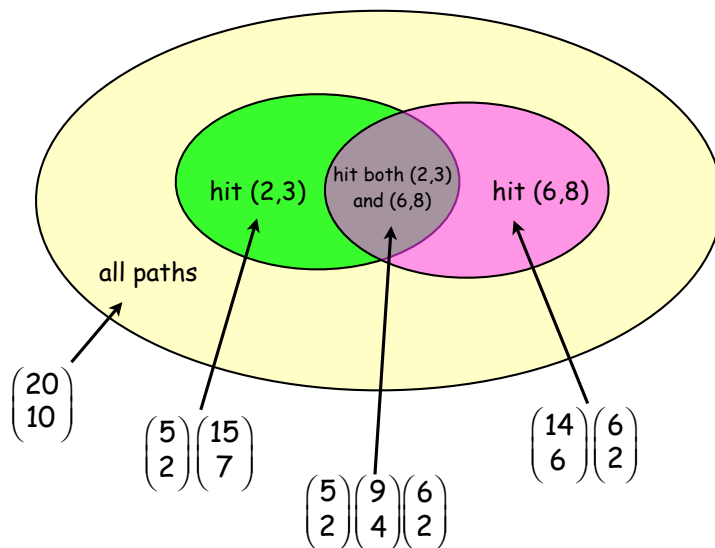 hit (2,3)
hit both (2,3)
and (6,8)
hit (6,8)
all paths
(20
10)
(5
2)(15
7)
(5
2)(9
4)(6
2)
(14
6)(6
2)